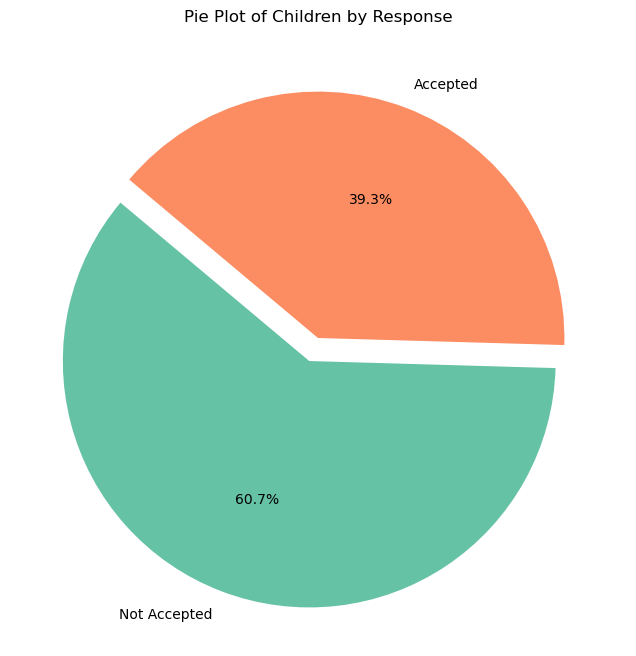 Pie Plot of Children by Response
Accepted
39.3%
60.7%
Not Accepted